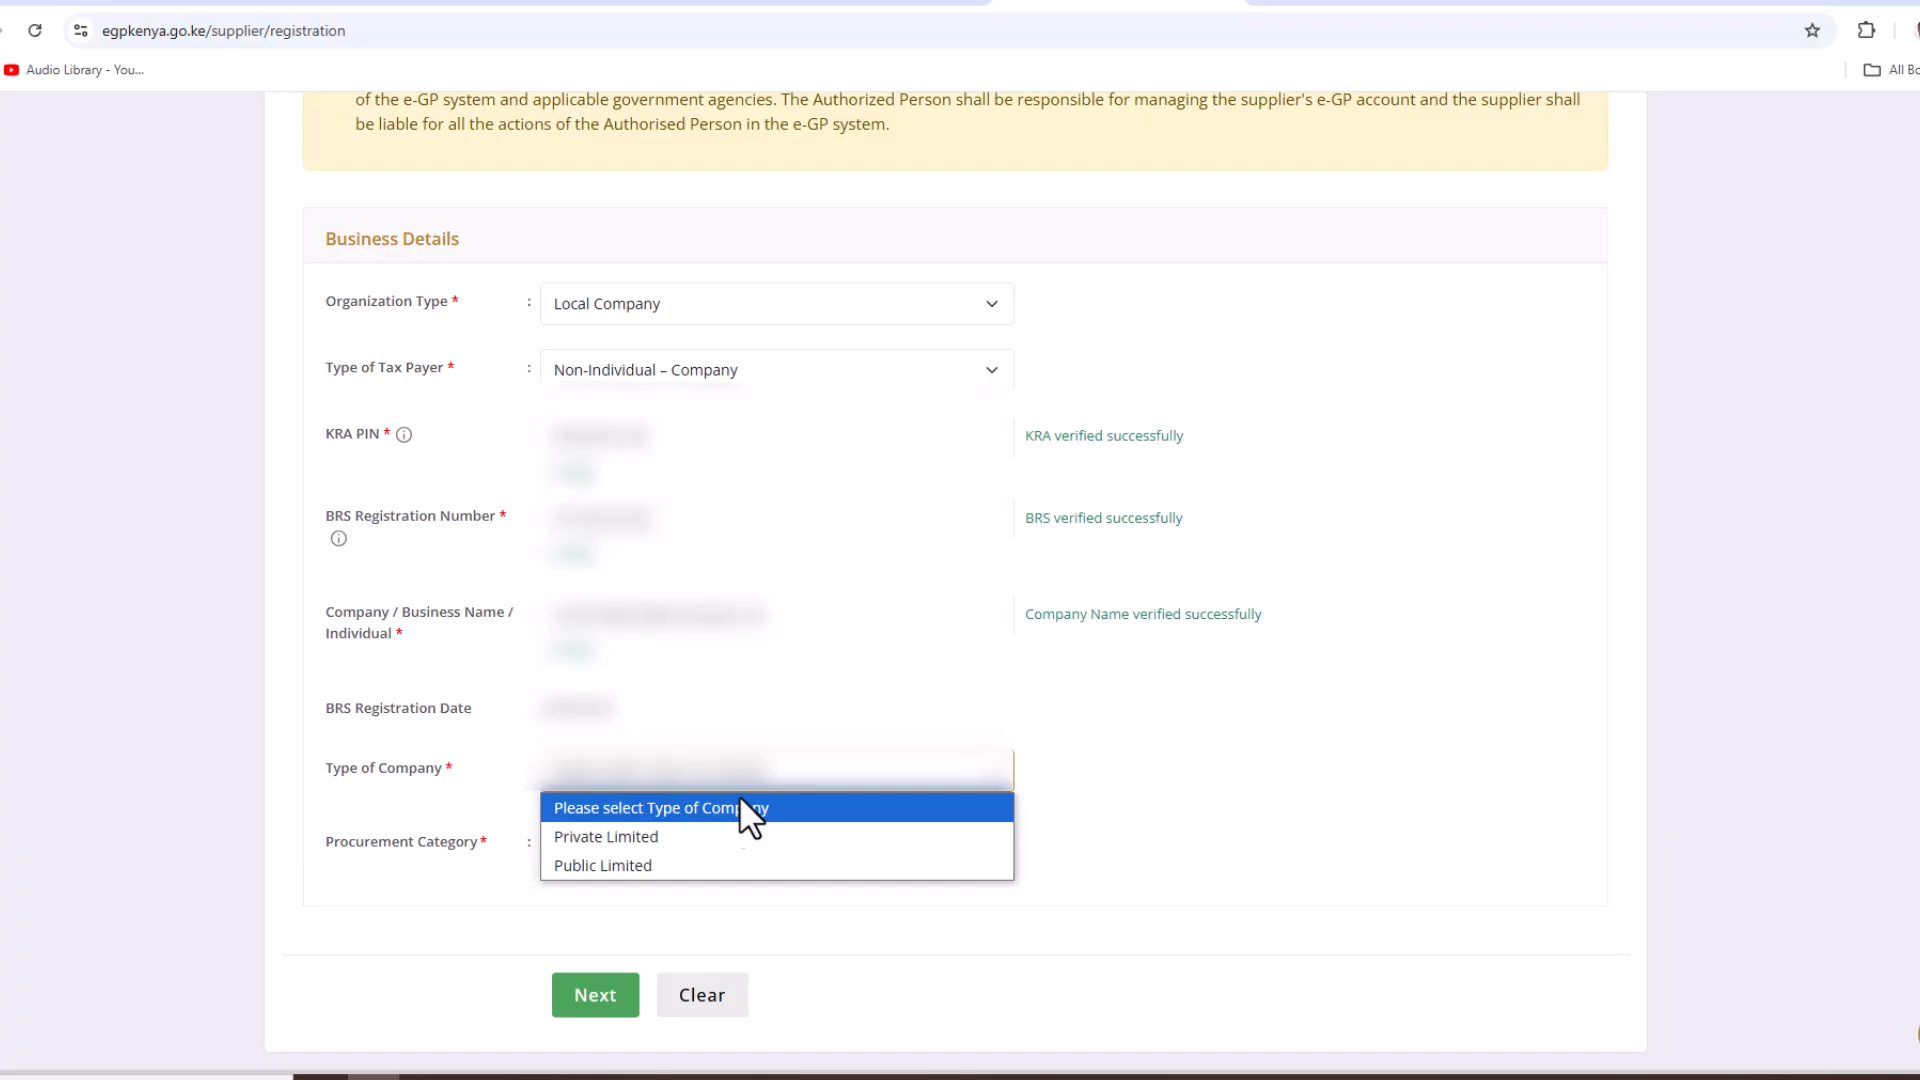 egpkenya.go.ke/supplier/registration
Audio Library - You...
All Bo
of the e-GP system and applicable government agencies. The Authorized Person shall be responsible for managing the supplier's e-GP account and the supplier shall
be liable for all the actions of the Authorised Person in the e-GP system.
Business Details
Organization Type * : Local Company
Type of Tax Payer * : Non-Individual – Company
KRA PIN * KRA verified successfully
BRS Registration Number * BRS verified successfully
Company / Business Name / Company Name verified successfully
Individual *
BRS Registration Date
Type of Company *
Please select Type of Company
Private Limited
Procurement Category* :
Public Limited
Next Clear